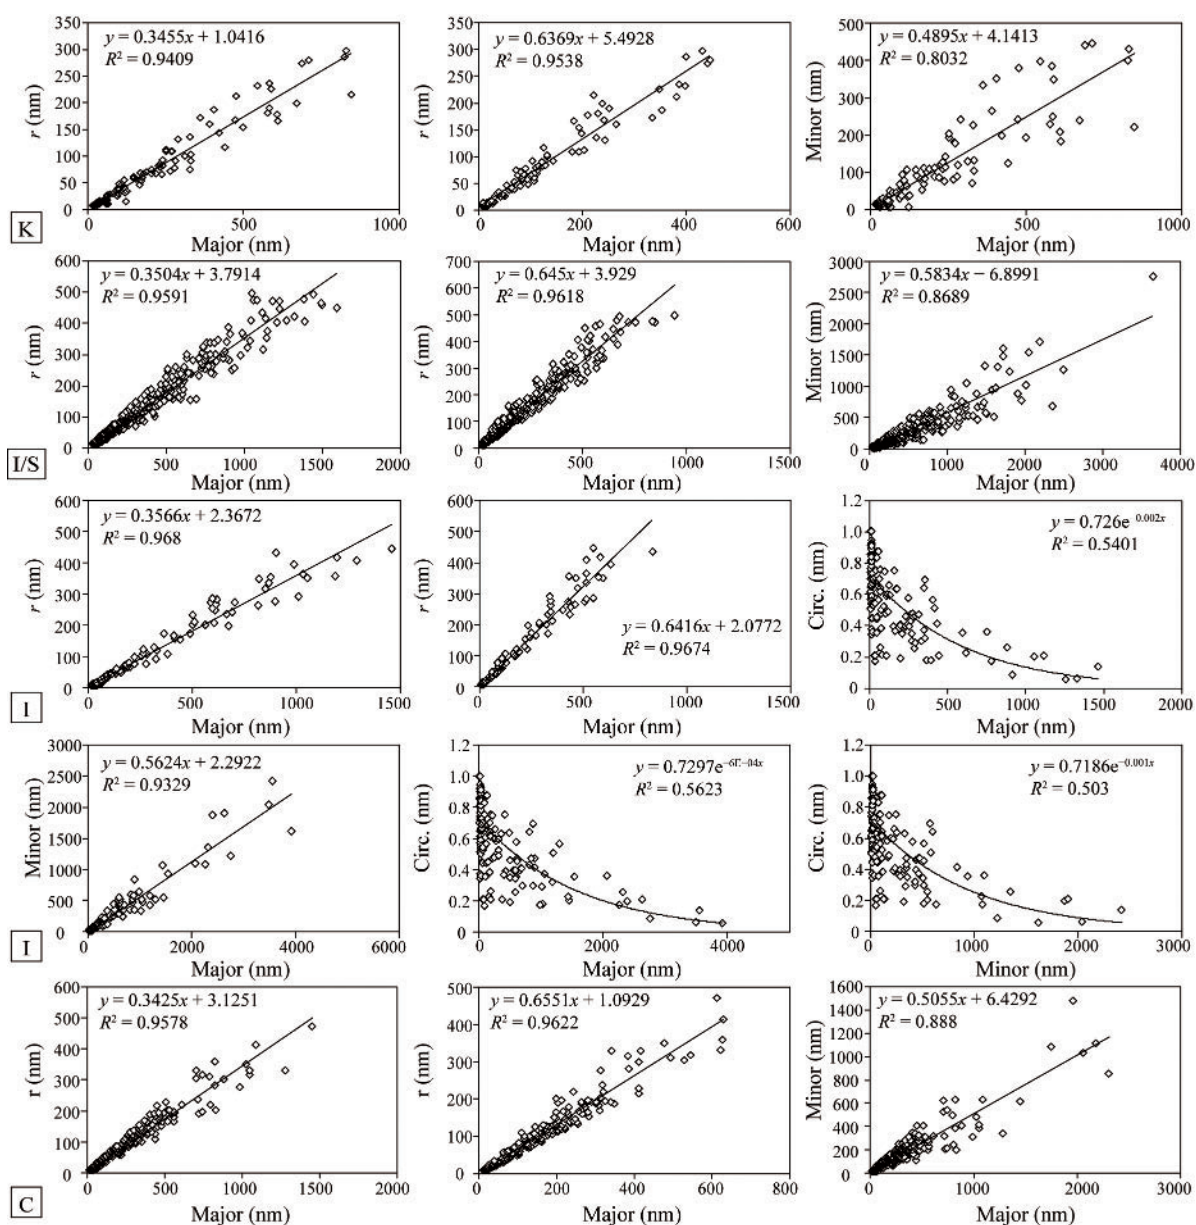 350
300
250
200
150
100
50
0
r (nm)
y = 0.3455x + 1.0416
R² = 0.9409
0 500 1000
Major (nm)
350
300
250
200
150
100
50
0
r (nm)
y = 0.6369x + 5.4928
R² = 0.9538
0 200 400 600
Major (nm)
500
400
300
200
100
0
Minor (nm)
y = 0.4895x + 4.1413
R² = 0.8032
0 500 1000
Major (nm)
K
600
500
400
300
200
100
0
r (nm)
y = 0.3504x + 3.7914
R² = 0.9591
0 500 1000 1500 2000
Major (nm)
700
600
500
400
300
200
100
0
r (nm)
y = 0.645x + 3.929
R² = 0.9618
0 500 1000 1500
Major (nm)
3000
2500
2000
1500
1000
500
0
Minor (nm)
y = 0.5834x − 6.8991
R² = 0.8689
0 1000 2000 3000 4000
Major (nm)
I/S
600
500
400
300
200
100
0
r (nm)
y = 0.3566x + 2.3672
R² = 0.968
0 500 1000 1500
Major (nm)
600
500
400
300
200
100
0
r (nm)
y = 0.6416x + 2.0772
R² = 0.9674
0 500 1000 1500
Major (nm)
1.2
1.0
0.8
0.6
0.4
0.2
0
Circ. (nm)
y = 0.726e 0.002x
R² = 0.5401
0 500 1000 1500 2000
Major (nm)
I
3000
2500
2000
1500
1000
500
0
Minor (nm)
y = 0.5624x + 2.2922
R² = 0.9329
0 2000 4000 6000
Major (nm)
1.2
1.0
0.8
0.6
0.4
0.2
0
Circ. (nm)
y = 0.7297e−6E−04x
R² = 0.5623
0 2000 4000
Major (nm)
1.2
1.0
0.8
0.6
0.4
0.2
0
Circ. (nm)
y = 0.7186e−0.001x
R² = 0.503
0 1000 2000 3000
Minor (nm)
I
600
500
400
300
200
100
0
r (nm)
y = 0.3425x + 3.1251
R² = 0.9578
0 500 1000 1500 2000
Major (nm)
500
400
300
200
100
0
r (nm)
y = 0.6551x + 1.0929
R² = 0.9622
0 200 400 600 800
Major (nm)
1600
1400
1200
1000
800
600
400
200
0
Minor (nm)
y = 0.5055x + 6.4292
R² = 0.888
0 1000 2000 3000
Major (nm)
C